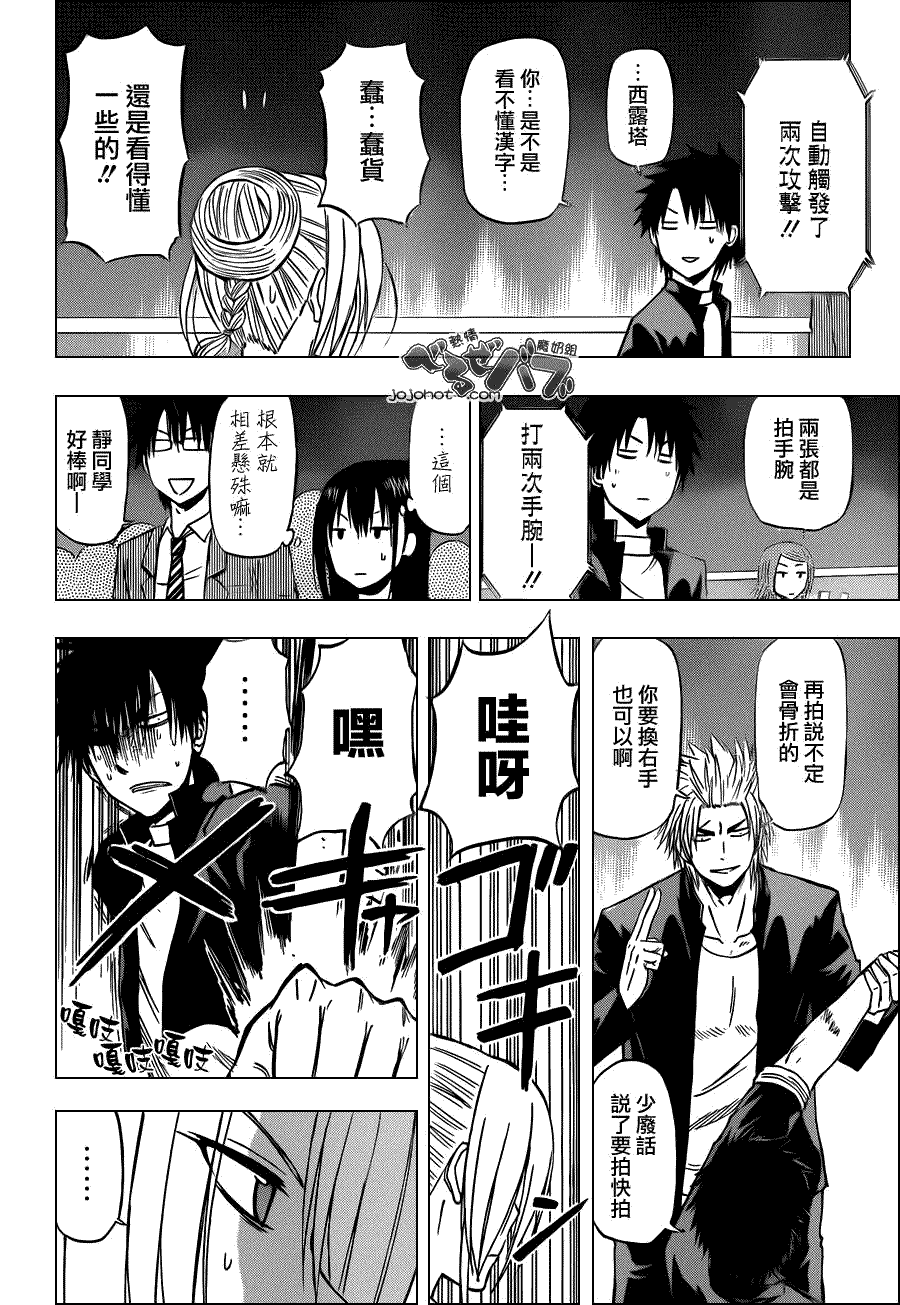 自動觸發了
兩次攻擊!!
…西露塔
你…是不是
看不懂漢字…
蠢…蠢貨
還是看得懂
一些的!!
熱情
魔奶組
べるぜバブ
jojohot.com
兩張都是
拍手腕
打兩次手腕—!!
…這個
根本就
相差懸殊嘛…
靜同學
好棒啊—
再拍說不定
會骨折的
你要換右手
也可以啊
少廢話
說了要拍快拍
哇呀
ゴキン
嘿
……
キャ
嘎吱
嘎吱
嘎吱
……